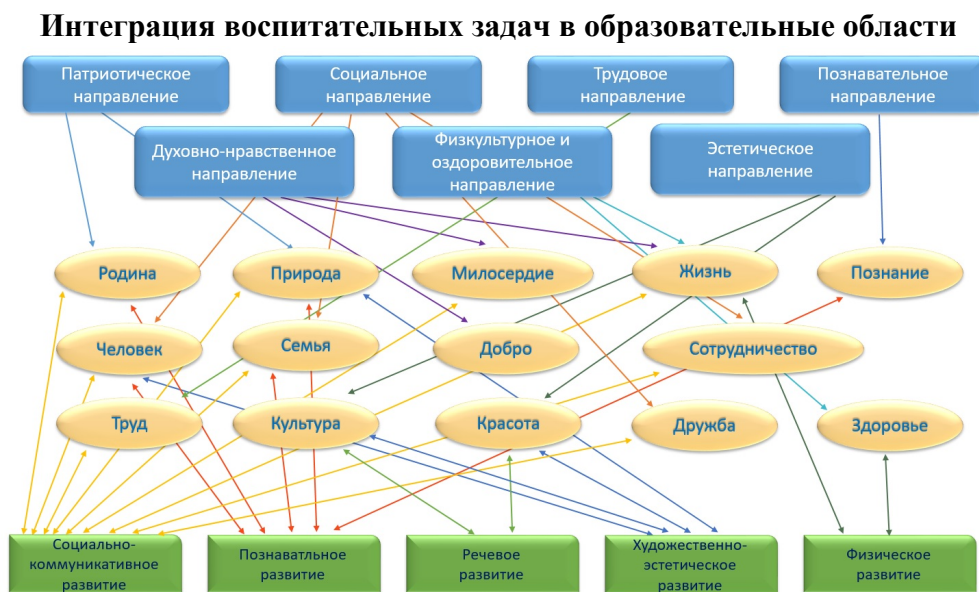 Интеграция воспитательных задач в образовательные области
Патриотическое
направление
Социальное
направление
Трудовое
направление
Познавательное
направление
Духовно-нравственное
направление
Физкультурное и
оздоровительное
направление
Эстетическое
направление
Родина
Природа
Милосердие
Жизнь
Познание
Человек
Семья
Добро
Сотрудничество
Труд
Культура
Красота
Дружба
Здоровье
Социально-
коммуникативное
развитие
Познаватльное
развитие
Речевое
развитие
Художественно-
эстетическое
развитие
Физическое
развитие